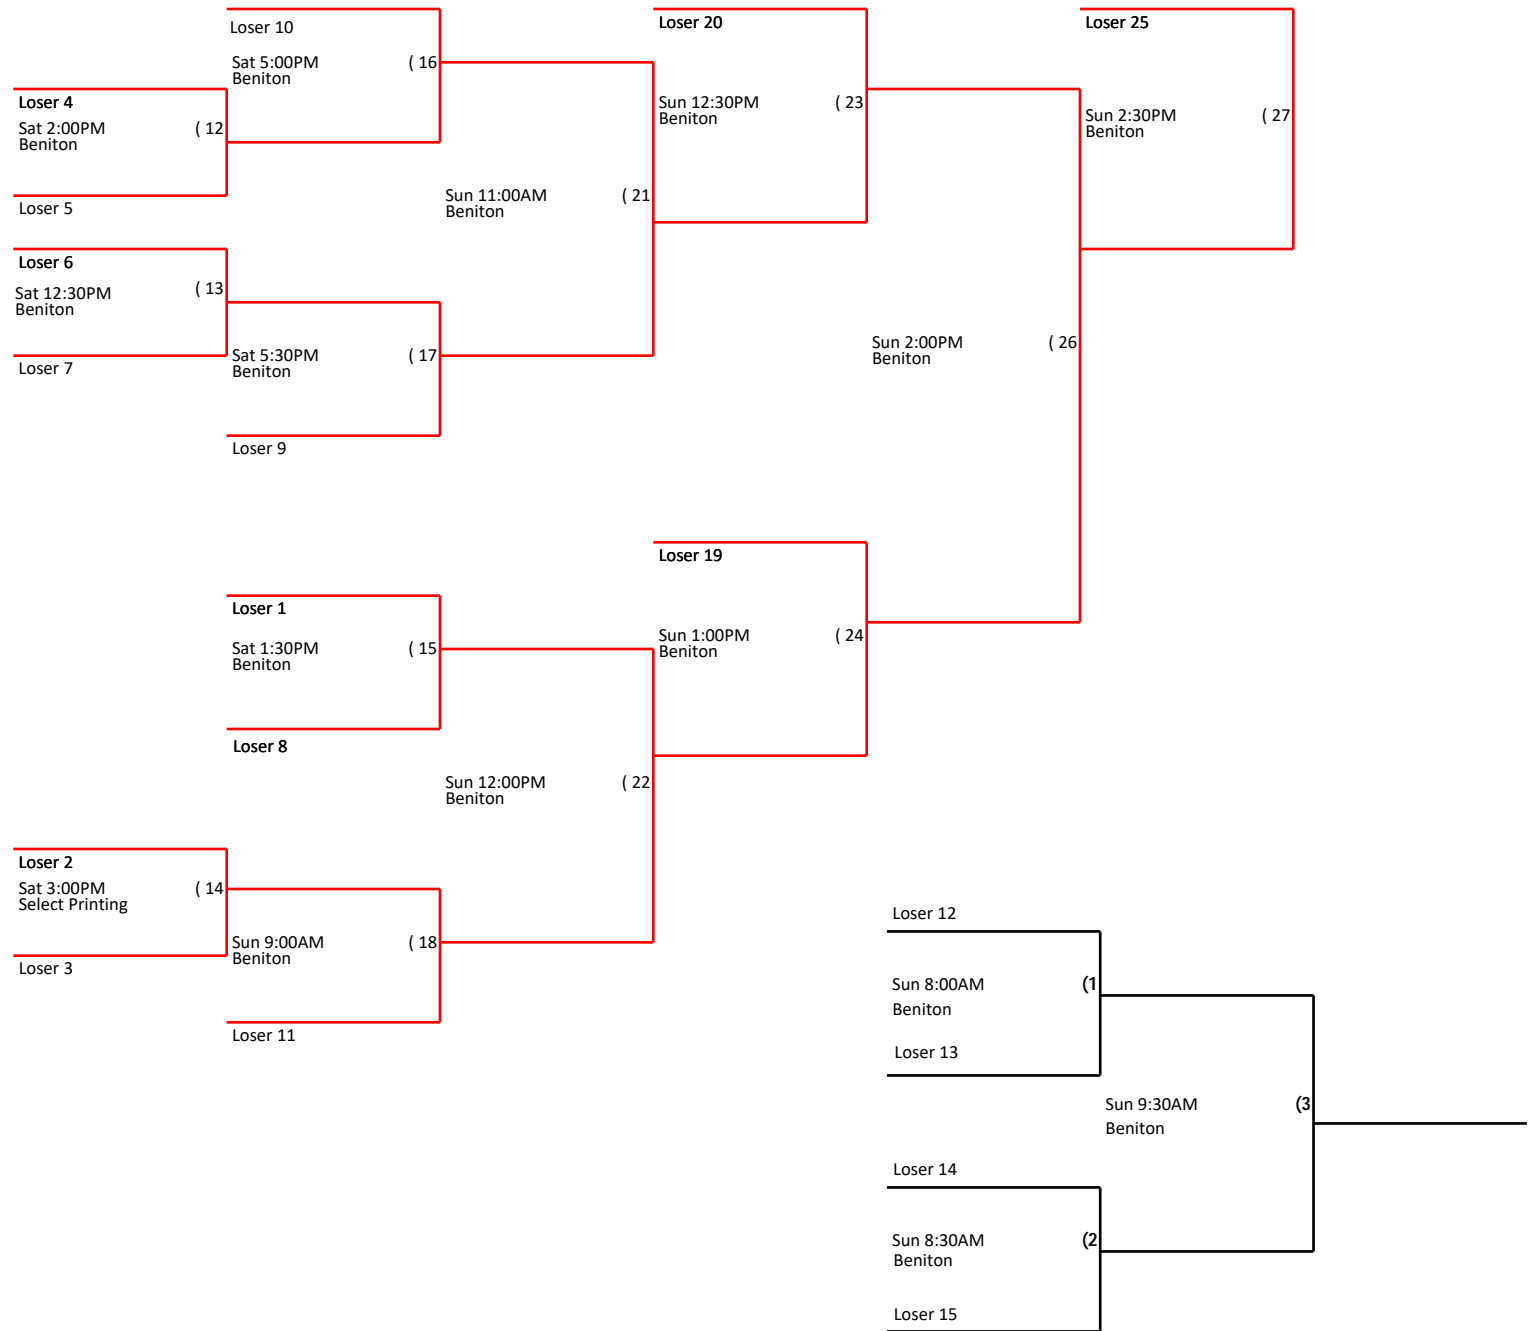 Loser 10
Sat 5:00PM
Beniton
( 16
Loser 4
Sat 2:00PM
Beniton
( 12
Loser 5
Loser 6
Sat 12:30PM
Beniton
( 13
Loser 7
Sat 5:30PM
Beniton
( 17
Loser 9
Sun 11:00AM
Beniton
( 21
Loser 20
Sun 12:30PM
Beniton
( 23
Loser 25
Sun 2:30PM
Beniton
( 27
Sun 2:00PM
Beniton
( 26
Loser 19
Sun 1:00PM
Beniton
( 24
Loser 1
Sat 1:30PM
Beniton
( 15
Loser 8
Sun 12:00PM
Beniton
( 22
Loser 2
Sat 3:00PM
Select Printing
( 14
Loser 3
Sun 9:00AM
Beniton
( 18
Loser 11
Loser 12
Sun 8:00AM
Beniton
(1
Loser 13
Sun 9:30AM
Beniton
(3
Loser 14
Sun 8:30AM
Beniton
(2
Loser 15